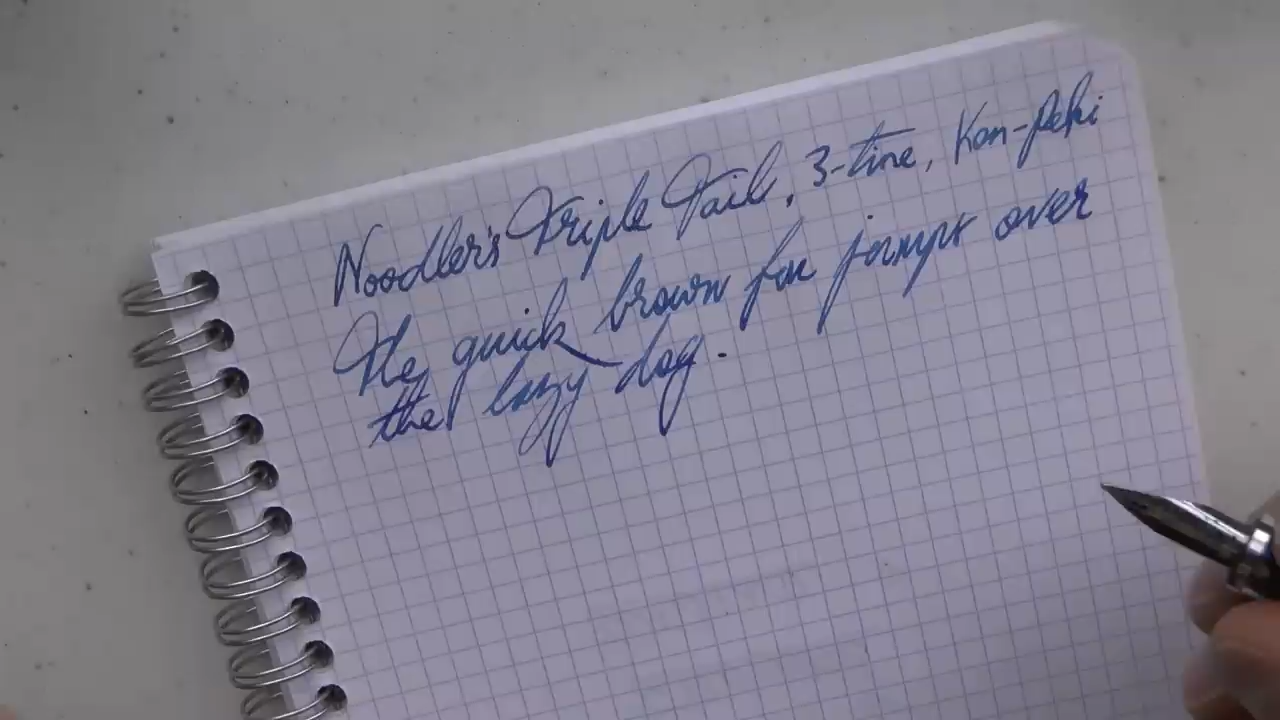 Noodler's Triple Tail, 3-tine, Kon-Peki
The quick brown fox jumps over
the lazy dog.